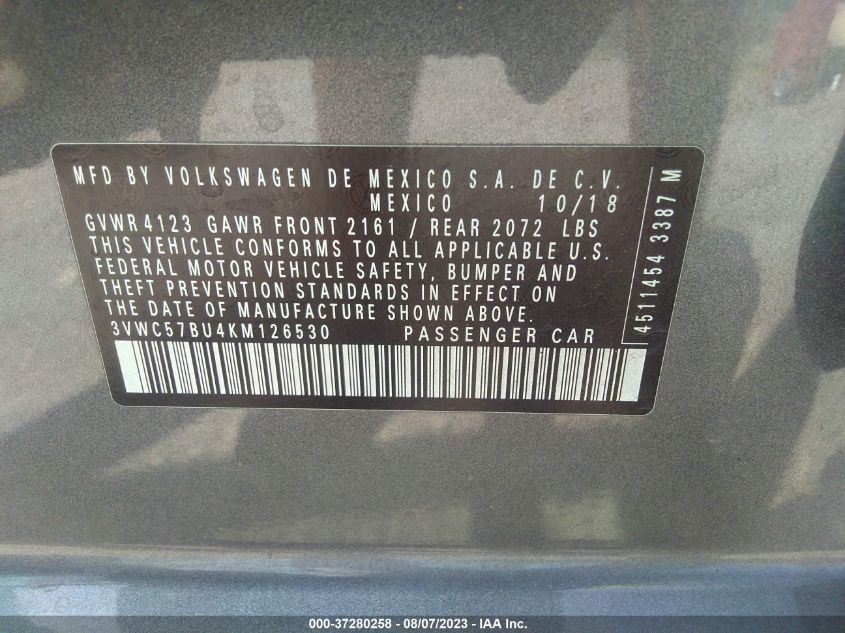 MFD BY VOLKSWAGEN DE MEXICO S.A. DE C.V.
MEXICO 10/18
GVWR 4123 GAWR FRONT 2161 / REAR 2072 LBS
THIS VEHICLE CONFORMS TO ALL APPLICABLE U.S.
FEDERAL MOTOR VEHICLE SAFETY, BUMPER AND
THEFT PREVENTION STANDARDS IN EFFECT ON
THE DATE OF MANUFACTURE SHOWN ABOVE.
3VWC57BU4KM126530 PASSENGER CAR
4511454 3387 M
000-37280258 - 08/07/2023 - IAA Inc.